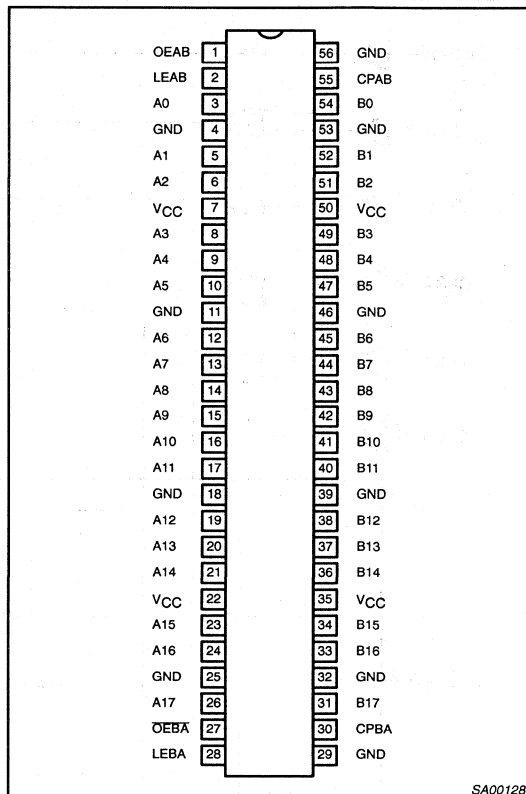 OEAB 1 56 GND
LEAB 2 55 CPAB
A0 3 54 B0
GND 4 53 GND
A1 5 52 B1
A2 6 51 B2
VCC 7 50 VCC
A3 8 49 B3
A4 9 48 B4
A5 10 47 B5
GND 11 46 GND
A6 12 45 B6
A7 13 44 B7
A8 14 43 B8
A9 15 42 B9
A10 16 41 B10
A11 17 40 B11
GND 18 39 GND
A12 19 38 B12
A13 20 37 B13
A14 21 36 B14
VCC 22 35 VCC
A15 23 34 B15
A16 24 33 B16
GND 25 32 GND
A17 26 31 B17
OEBA 27 30 CPBA
LEBA 28 29 GND
SA00128